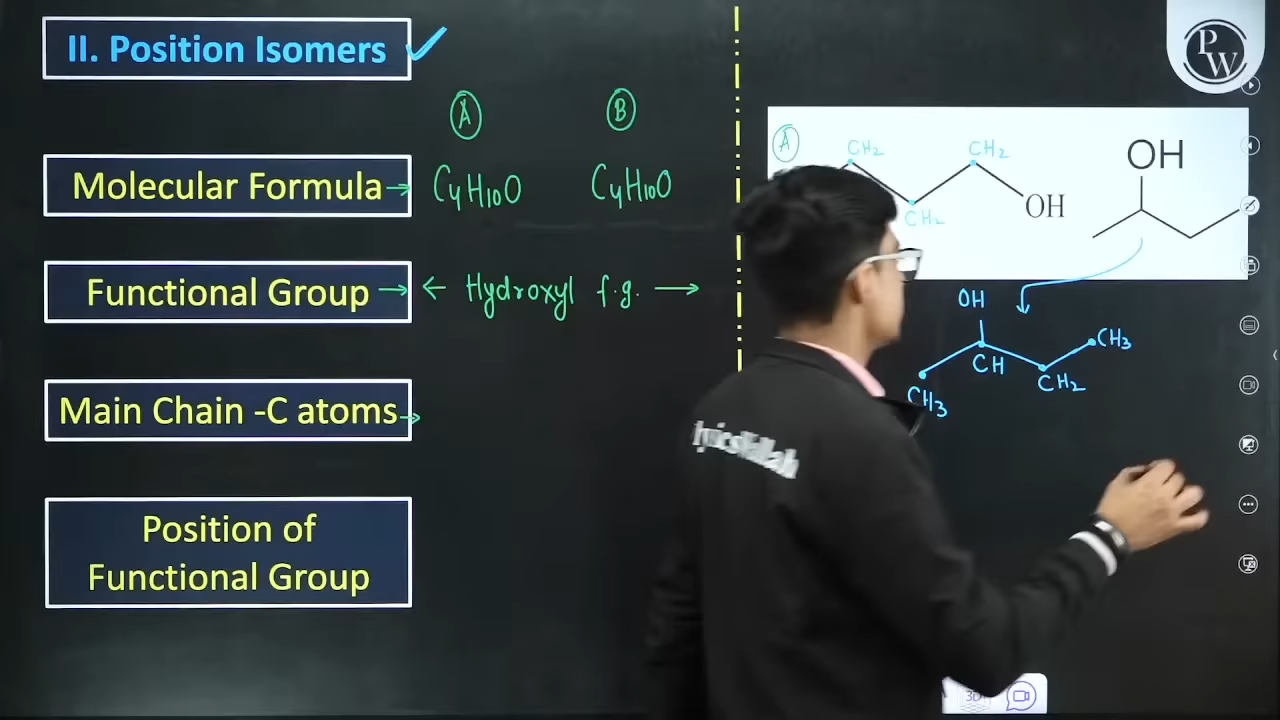 II. Position Isomers
A
B
Molecular Formula → C4H10O C4H10O
Functional Group → ← Hydroxyl f.g. →
Main Chain -C atoms →
Position of
Functional Group
PW
A
CH2
CH2
CH2
OH
OH
OH
CH
CH3
CH2
CH3
3D